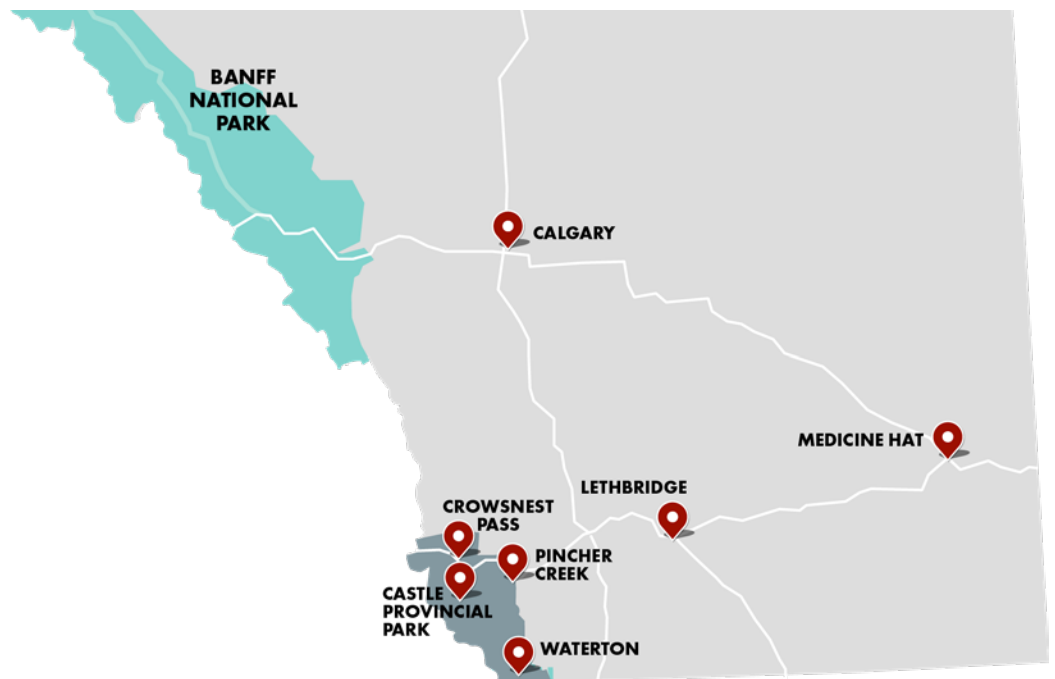 BANFF
NATIONAL
PARK
CALGARY
MEDICINE HAT
LETHBRIDGE
CROWSNEST
PASS
PINCHER
CREEK
CASTLE
PROVINCIAL
PARK
WATERTON